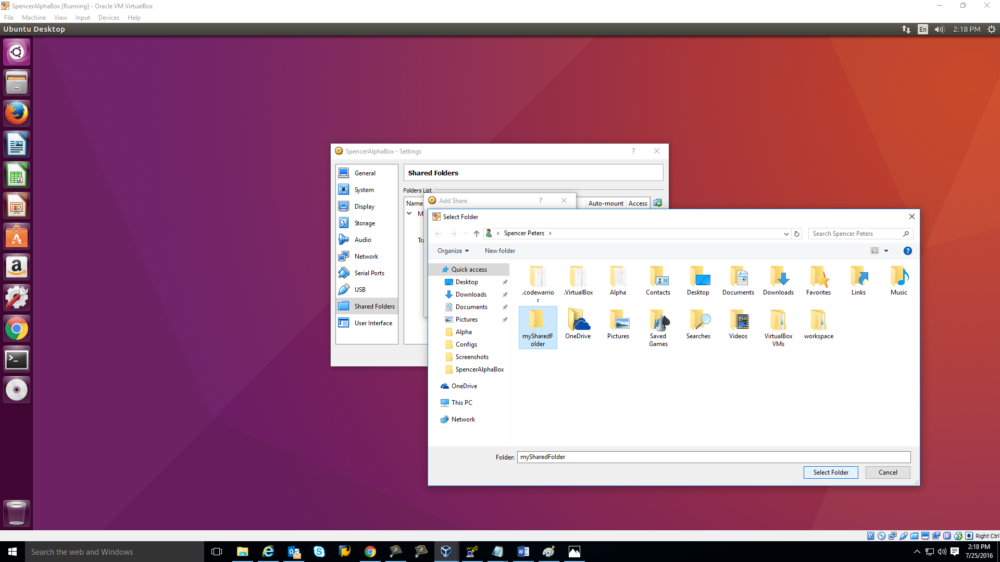 SpencerAlphaBox [Running] - Oracle VM VirtualBox
File Machine View Input Devices Help
Ubuntu Desktop
En
2:18 PM
SpencerAlphaBox - Settings
?
General
System
Display
Storage
Audio
Network
Serial Ports
USB
Shared Folders
User Interface
Shared Folders
Folders List
Name
Auto-mount
Access
Add Share
?
Select Folder
Spencer Peters
Search Spencer Peters
Organize
New folder
?
Quick access
Desktop
Downloads
Documents
Pictures
Alpha
Configs
Screenshots
SpencerAlphaBox
OneDrive
This PC
Network
.codewarrio
r
.VirtualBox
Alpha
Contacts
Desktop
Documents
Downloads
Favorites
Links
Music
mySharedF
older
OneDrive
Pictures
Saved
Games
Searches
Videos
VirtualBox
VMs
workspace
Folder: mySharedFolder
Select Folder
Cancel
Right Ctrl
Search the web and Windows
2:18 PM
7/25/2016